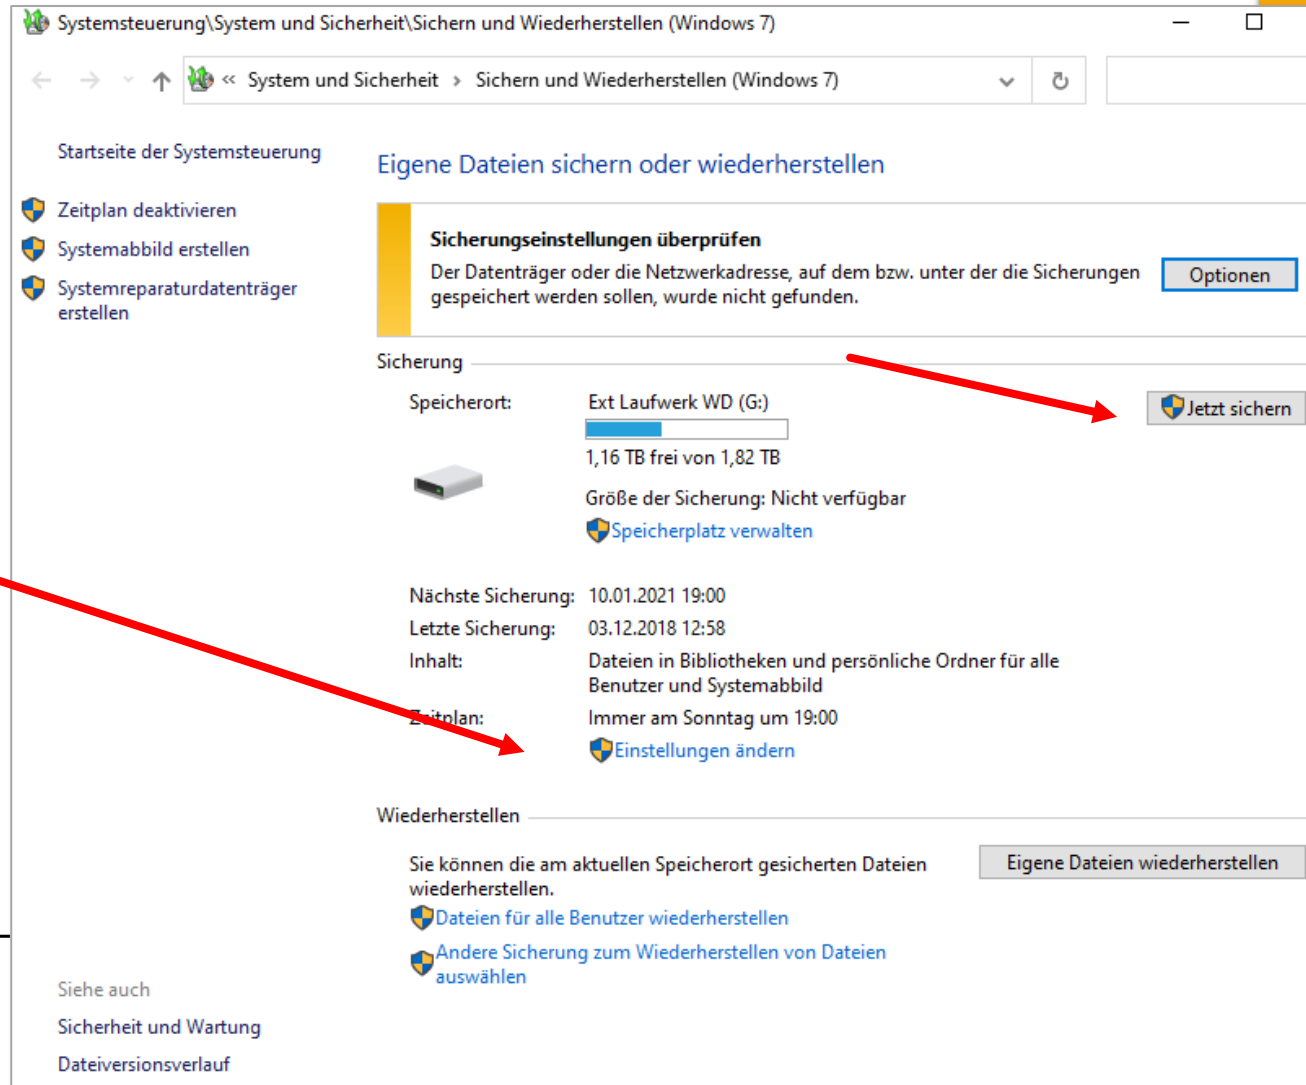 Systemsteuerung\System und Sicherheit\Sichern und Wiederherstellen (Windows 7)
« System und Sicherheit › Sichern und Wiederherstellen (Windows 7)
Startseite der Systemsteuerung
Zeitplan deaktivieren
Systemabbild erstellen
Systemreparaturdatenträger
erstellen
Eigene Dateien sichern oder wiederherstellen
Sicherungseinstellungen überprüfen
Der Datenträger oder die Netzwerkadresse, auf dem bzw. unter der die Sicherungen
gespeichert werden sollen, wurde nicht gefunden.
Optionen
Sicherung
Speicherort: Ext Laufwerk WD (G:)
Jetzt sichern
1,16 TB frei von 1,82 TB
Größe der Sicherung: Nicht verfügbar
Speicherplatz verwalten
Nächste Sicherung: 10.01.2021 19:00
Letzte Sicherung: 03.12.2018 12:58
Inhalt: Dateien in Bibliotheken und persönliche Ordner für alle
Benutzer und Systemabbild
Zeitplan: Immer am Sonntag um 19:00
Einstellungen ändern
Wiederherstellen
Sie können die am aktuellen Speicherort gesicherten Dateien
wiederherstellen.
Eigene Dateien wiederherstellen
Dateien für alle Benutzer wiederherstellen
Andere Sicherung zum Wiederherstellen von Dateien
auswählen
Siehe auch
Sicherheit und Wartung
Dateiversionsverlauf